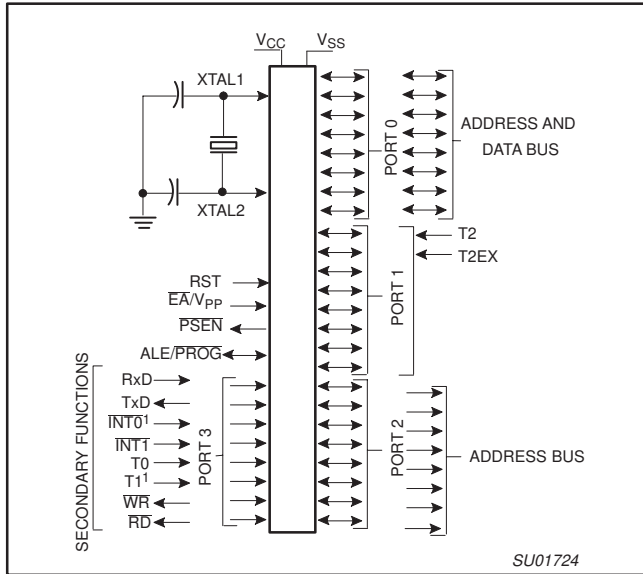 VCC VSS
XTAL1
XTAL2
PORT 0
ADDRESS AND
DATA BUS
T2
T2EX
PORT 1
RST
EA/VPP
PSEN
ALE/PROG
SECONDARY FUNCTIONS
RxD
TxD
INT0¹
INT1
T0
T1¹
WR
RD
PORT 3
PORT 2
ADDRESS BUS
SU01724